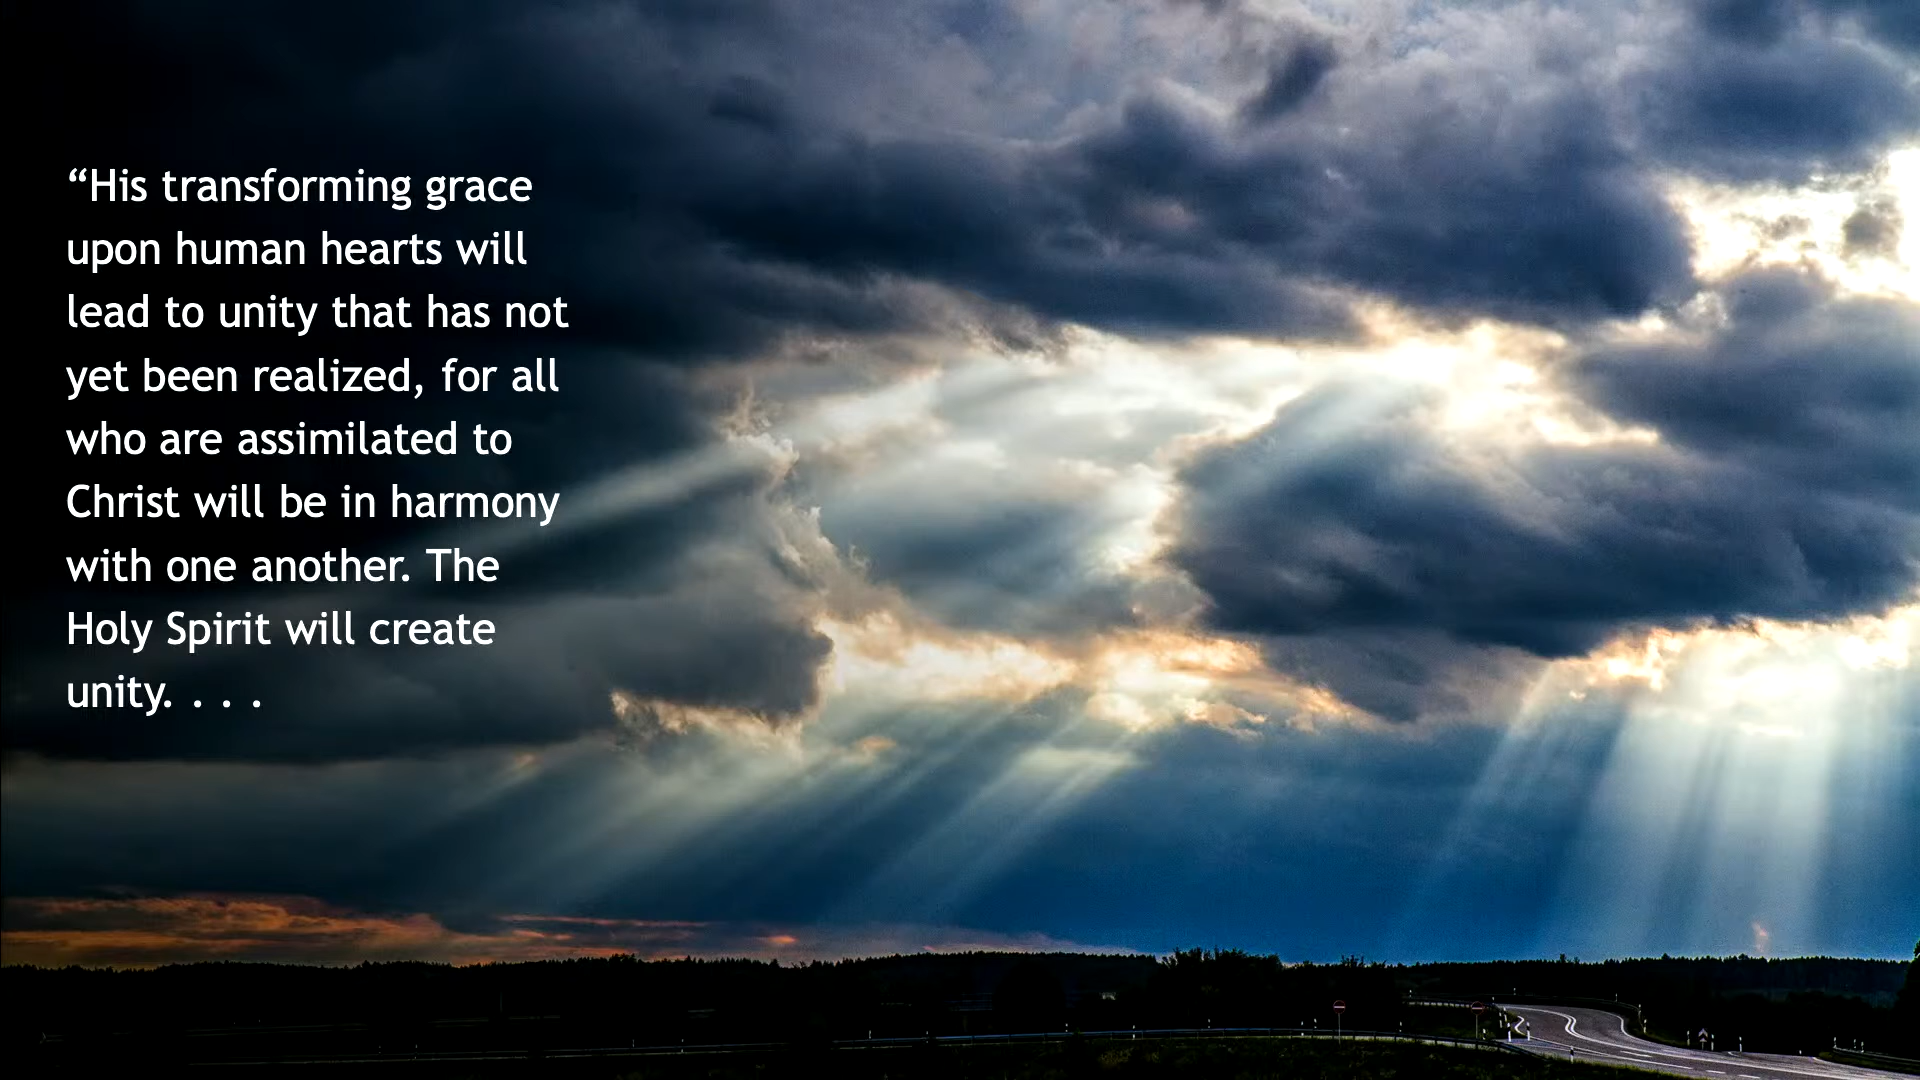 “His transforming grace
upon human hearts will
lead to unity that has not
yet been realized, for all
who are assimilated to
Christ will be in harmony
with one another. The
Holy Spirit will create
unity. . . .